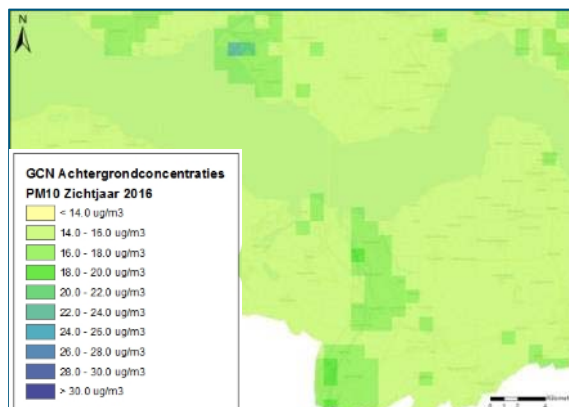 N
GCN Achtergrondconcentraties
PM10 Zichtjaar 2016
< 14.0 ug/m3
14.0 - 16.0 ug/m3
16.0 - 18.0 ug/m3
18.0 - 20.0 ug/m3
20.0 - 22.0 ug/m3
22.0 - 24.0 ug/m3
24.0 - 26.0 ug/m3
26.0 - 28.0 ug/m3
28.0 - 30.0 ug/m3
> 30.0 ug/m3